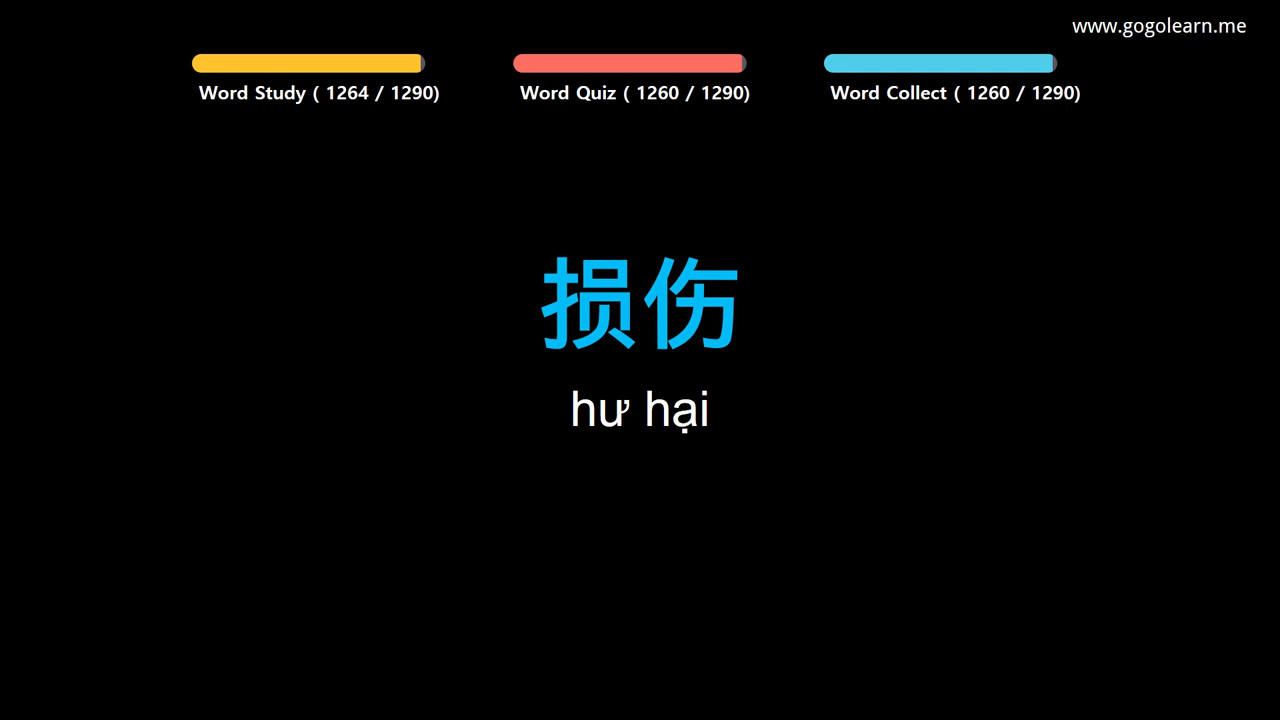 www.gogolearn.me
Word Study ( 1264 / 1290)
Word Quiz ( 1260 / 1290)
Word Collect ( 1260 / 1290)
损伤
hư hại